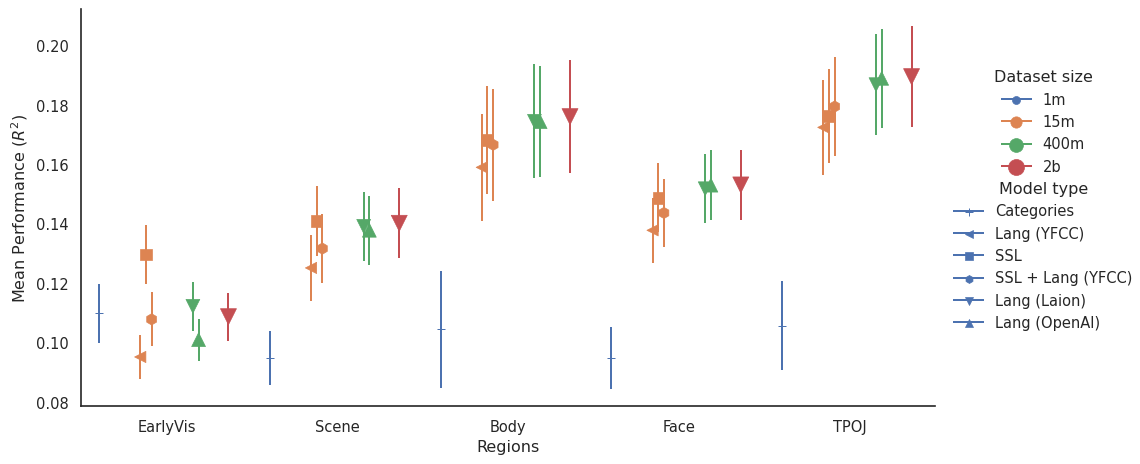 Mean Performance (R²)
0.20
0.18
0.16
0.14
0.12
0.10
0.08
EarlyVis
Scene
Body
Face
TPOJ
Regions
Dataset size
1m
15m
400m
2b
Model type
Categories
Lang (YFCC)
SSL
SSL + Lang (YFCC)
Lang (Laion)
Lang (OpenAI)